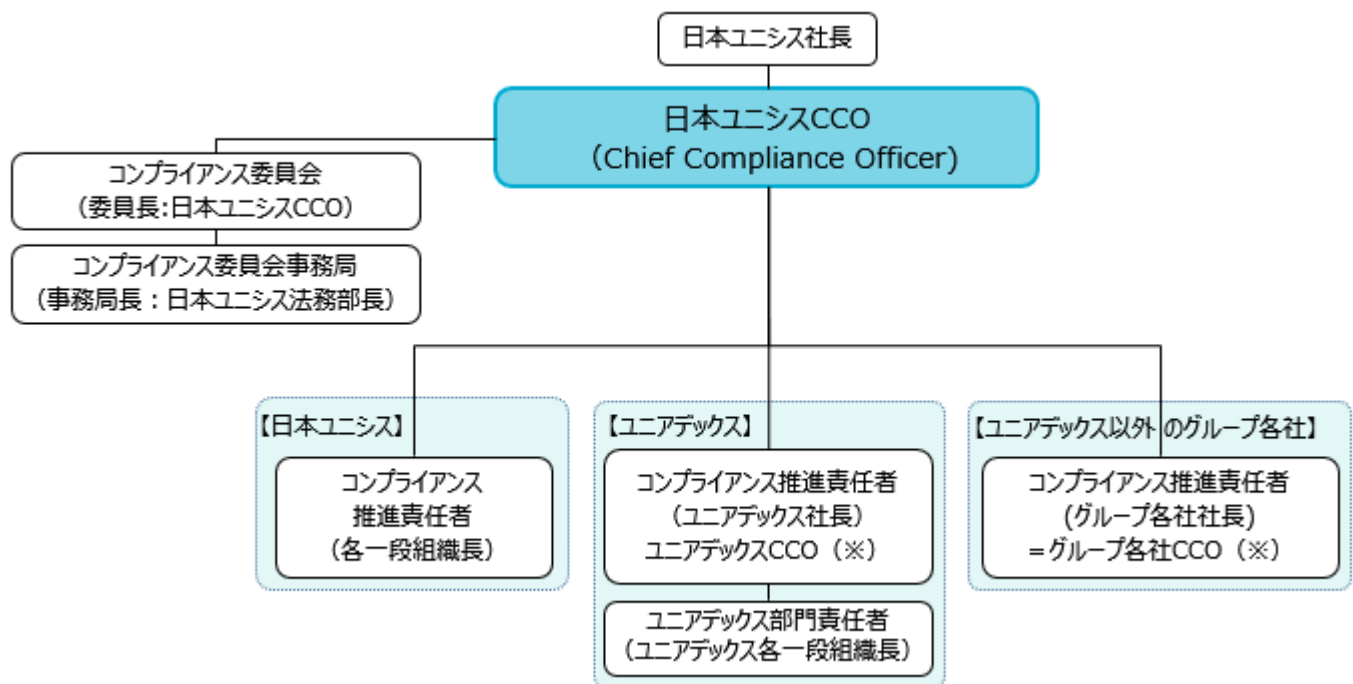 日本ユニシス社長
日本ユニシスCCO
(Chief Compliance Officer)
コンプライアンス委員会
(委員長:日本ユニシスCCO)
コンプライアンス委員会事務局
(事務局長：日本ユニシス法務部長)
【日本ユニシス】
コンプライアンス
推進責任者
(各一段組織長)
【ユニアデックス】
コンプライアンス推進責任者
(ユニアデックス社長)
ユニアデックスCCO（※）
ユニアデックス部門責任者
(ユニアデックス各一段組織長)
【ユニアデックス以外 のグループ各社】
コンプライアンス推進責任者
(グループ各社社長)
＝グループ各社CCO（※）